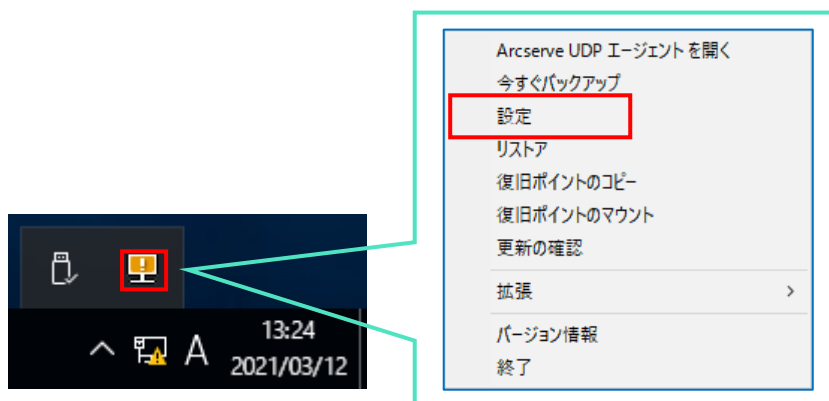 Arcserve UDP エージェントを開く
今すぐバックアップ
設定
リストア
復旧ポイントのコピー
復旧ポイントのマウント
更新の確認
拡張
バージョン情報
終了
A
13:24
2021/03/12